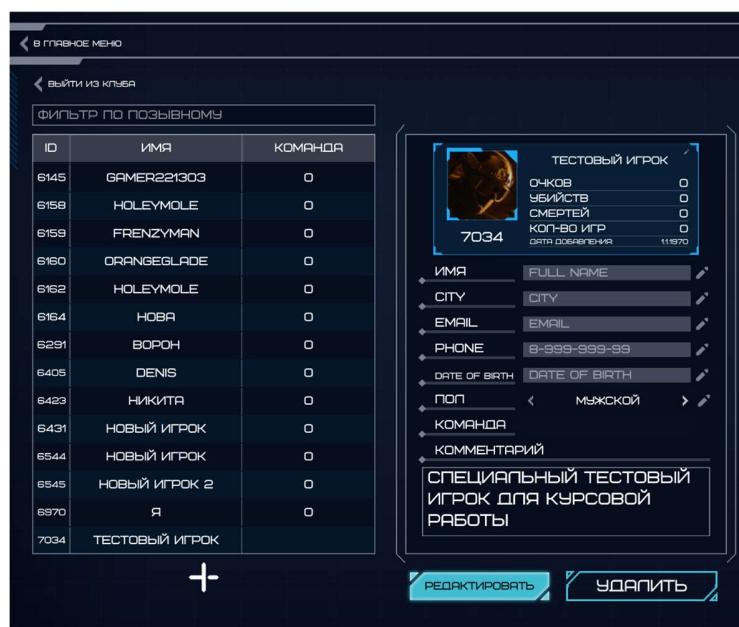 В ГЛАВНОЕ МЕНЮ
ВЫЙТИ ИЗ КЛУБА
ФИЛЬТР ПО ПОЗЫВНОМУ
ID ИМЯ КОМАНДА
6145 GAMER221303 0
6158 HOLEYMOLE 0
6159 FRENZYMAN 0
6160 ORANGEGLADE 0
6162 HOLEYMOLE 0
6164 НОВА 0
6291 ВОРОН 0
6405 DENIS 0
6423 НИКИТА 0
6431 НОВЫЙ ИГРОК 0
6544 НОВЫЙ ИГРОК 0
6545 НОВЫЙ ИГРОК 2 0
6970 Я 0
7034 ТЕСТОВЫЙ ИГРОК
ТЕСТОВЫЙ ИГРОК
ОЧКОВ 0
УБИЙСТВ 0
СМЕРТЕЙ 0
КОЛ-ВО ИГР 0
ДАТА ДОБАВЛЕНИЯ 1.1.1970
7034
ИМЯ FULL NAME
CITY CITY
EMAIL EMAIL
PHONE 8-999-999-99
DATE OF BIRTH DATE OF BIRTH
ПОЛ < МУЖСКОЙ >
КОМАНДА
КОММЕНТАРИЙ
СПЕЦИАЛЬНЫЙ ТЕСТОВЫЙ
ИГРОК ДЛЯ КУРСОВОЙ
РАБОТЫ
РЕДАКТИРОВАТЬ
УДАЛИТЬ